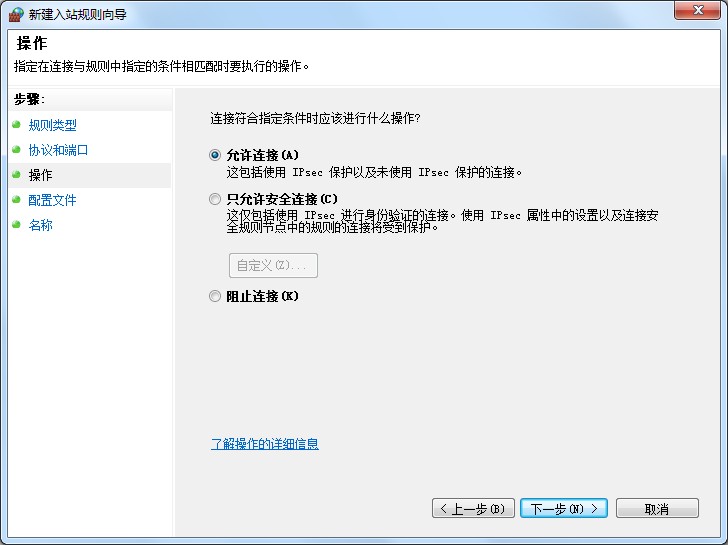 新建入站规则向导
操作
指定在连接与规则中指定的条件相匹配时要执行的操作。
步骤:
规则类型
协议和端口
操作
配置文件
名称
连接符合指定条件时应该进行什么操作?
允许连接(A)
这包括使用 IPsec 保护以及未使用 IPsec 保护的连接。
只允许安全连接(C)
这仅包括使用 IPsec 进行身份验证的连接。使用 IPsec 属性中的设置以及连接安
全规则节点中的规则的连接将受到保护。
自定义(Z)...
阻止连接(K)
了解操作的详细信息
< 上一步(B)
下一步(N) >
取消